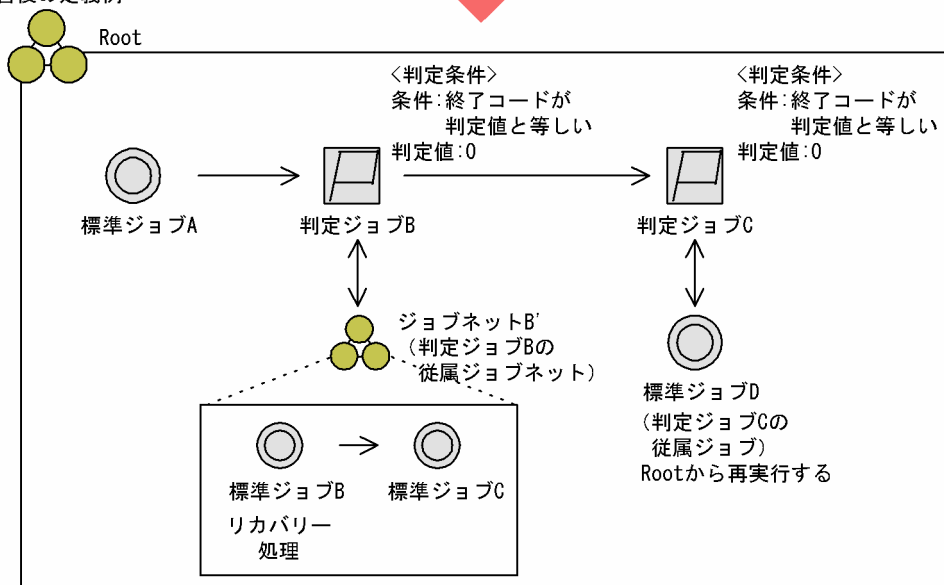 Root
<判定条件>
条件:終了コードが
判定値と等しい
判定値:0
<判定条件>
条件:終了コードが
判定値と等しい
判定値:0
標準ジョブA
判定ジョブB
判定ジョブC
ジョブネットB'
(判定ジョブBの
従属ジョブネット)
標準ジョブD
(判定ジョブCの
従属ジョブ)
Rootから再実行する
標準ジョブB
標準ジョブC
リカバリー
処理